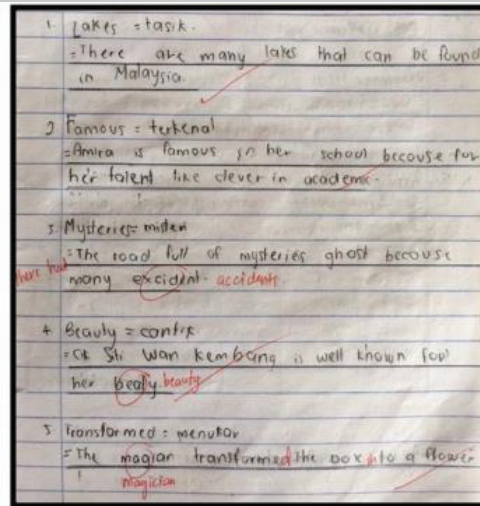 1. Lakes = tasik.
= There are many lakes that can be found
in Malaysia.
2 Famous = terkenal
= Amira is famous in her school becouse for
her talent like clever in academic.
3. Mysteries = misteri
= The road full of mysteries ghost becouse
there had
many excident. accidents.
4. Beauty = cantik
= Siti Wan Kembang is well known for
her beaty. beauty
5 Transformed = menukar
= The magian transformed the box into a flower
magician